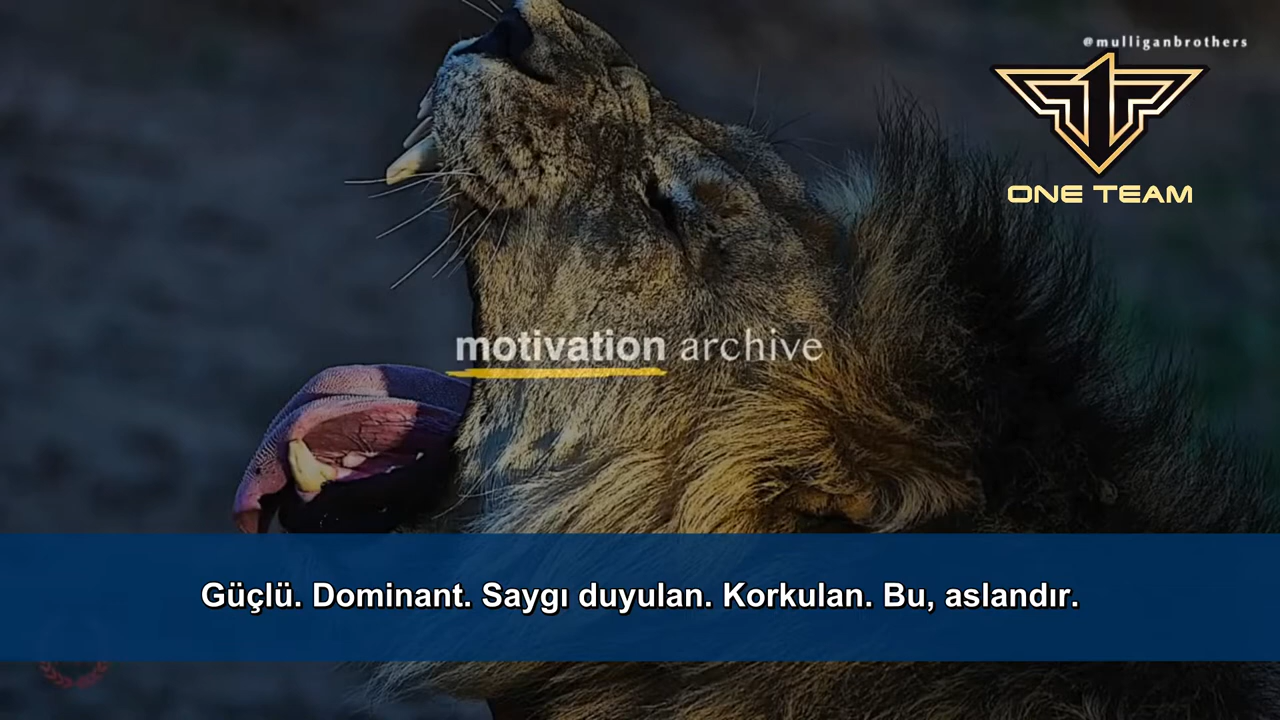 @mulliganbrothers
ONE TEAM
motivation archive
Güçlü. Dominant. Saygı duyulan. Korkulan. Bu, aslandır.